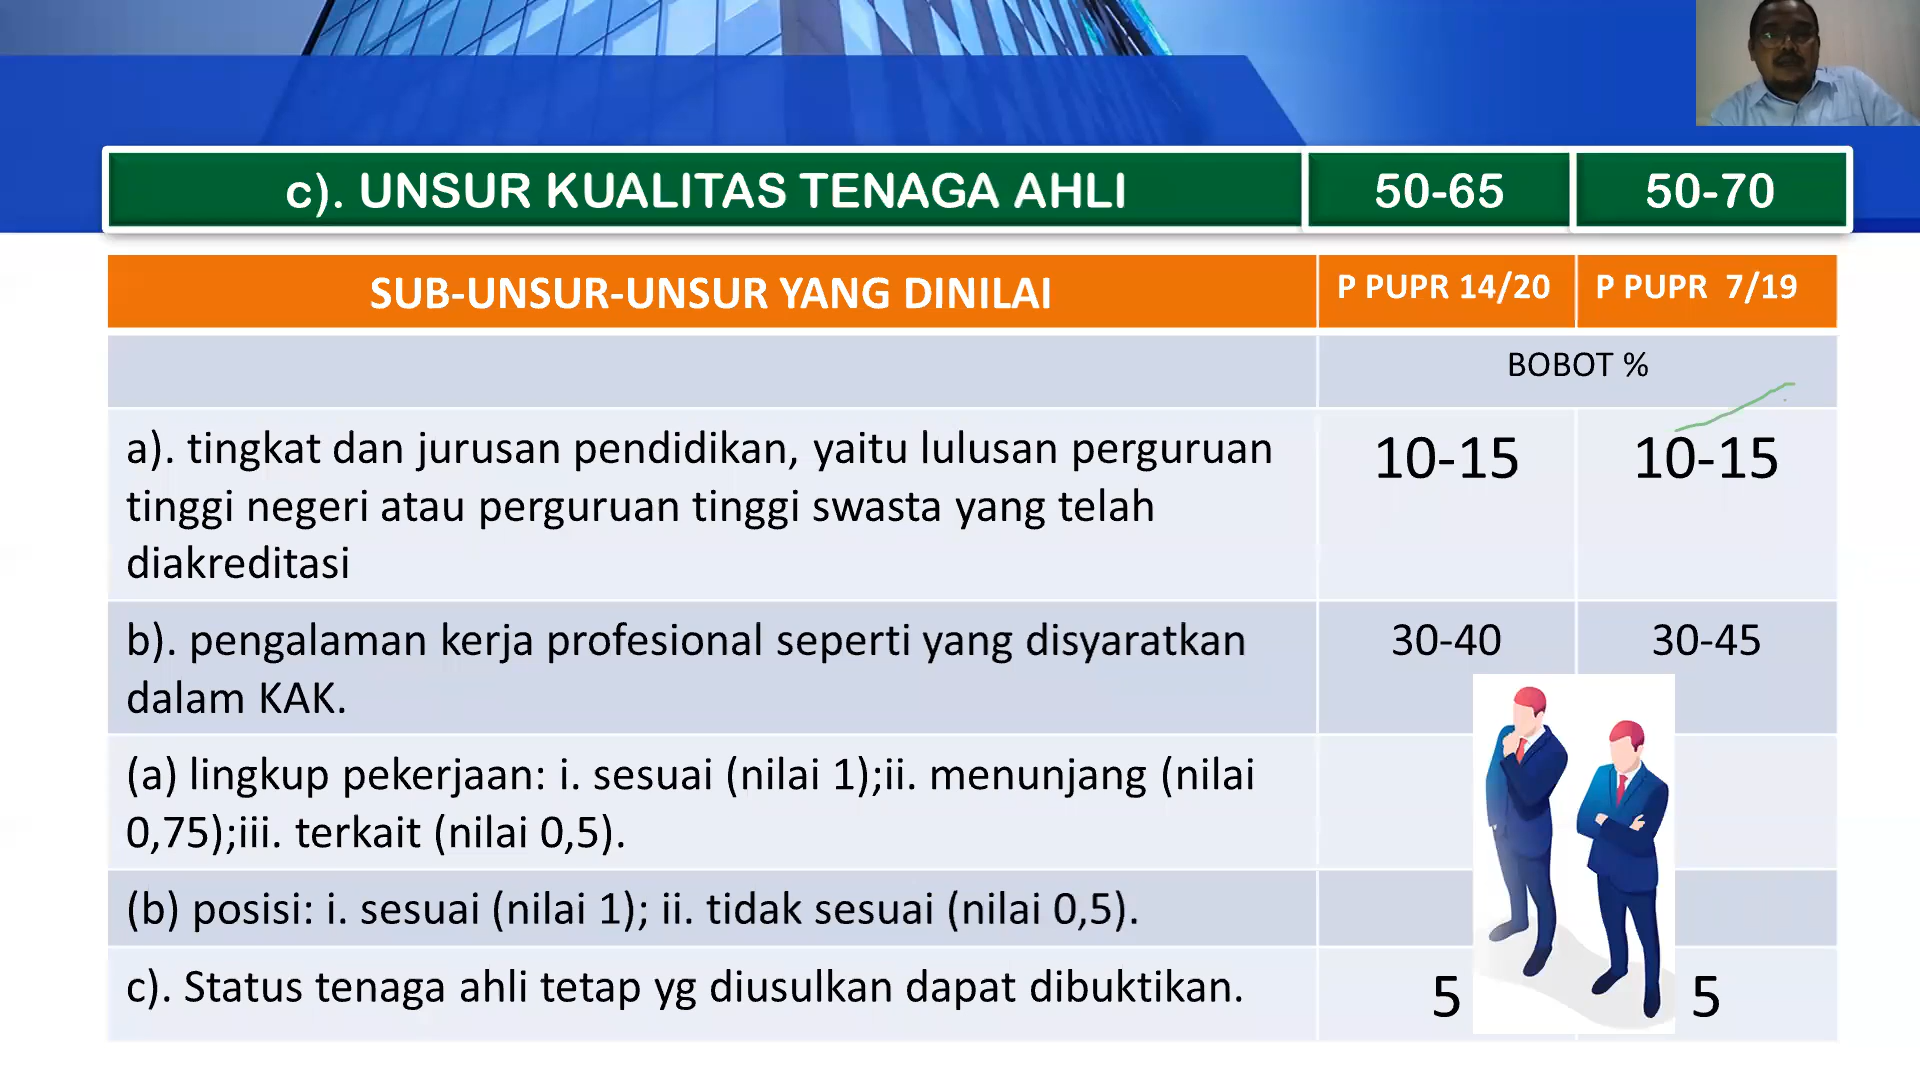 c). UNSUR KUALITAS TENAGA AHLI 50-65 50-70
SUB-UNSUR-UNSUR YANG DINILAI P PUPR 14/20 P PUPR 7/19
BOBOT %
a). tingkat dan jurusan pendidikan, yaitu lulusan perguruan 10-15 10-15
tinggi negeri atau perguruan tinggi swasta yang telah
diakreditasi
b). pengalaman kerja profesional seperti yang disyaratkan 30-40 30-45
dalam KAK.
(a) lingkup pekerjaan: i. sesuai (nilai 1);ii. menunjang (nilai
0,75);iii. terkait (nilai 0,5).
(b) posisi: i. sesuai (nilai 1); ii. tidak sesuai (nilai 0,5).
c). Status tenaga ahli tetap yg diusulkan dapat dibuktikan. 5 5